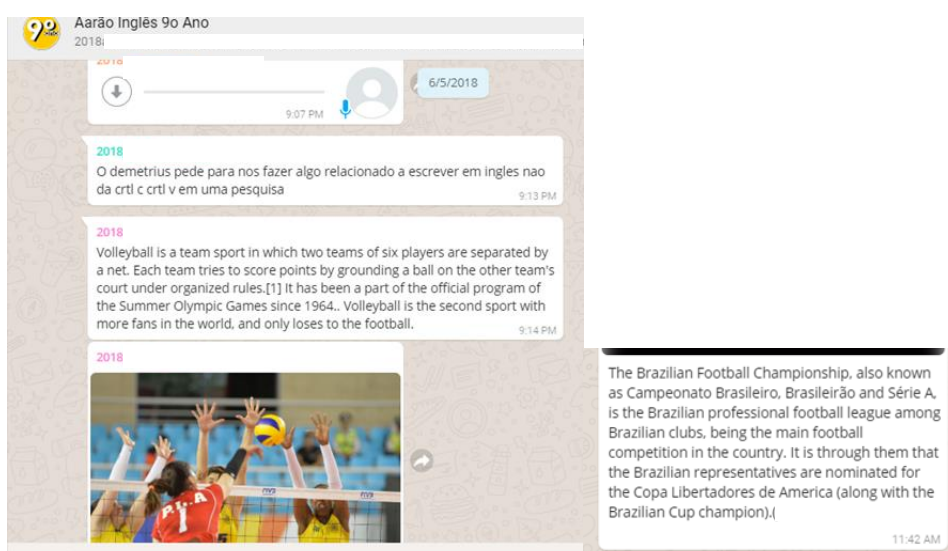 9º
Aarão Inglês 9o Ano
2018
2018
6/5/2018
9:07 PM
2018
O demetrius pede para nos fazer algo relacionado a escrever em ingles nao
da crtl c crtl v em uma pesquisa
9:13 PM
2018
Volleyball is a team sport in which two teams of six players are separated by
a net. Each team tries to score points by grounding a ball on the other team's
court under organized rules.[1] It has been a part of the official program of
the Summer Olympic Games since 1964.. Volleyball is the second sport with
more fans in the world, and only loses to the football.
9:14 PM
2018
The Brazilian Football Championship, also known
as Campeonato Brasileiro, Brasileirão and Série A,
is the Brazilian professional football league among
Brazilian clubs, being the main football
competition in the country. It is through them that
the Brazilian representatives are nominated for
the Copa Libertadores de America (along with the
Brazilian Cup champion).(
11:42 AM